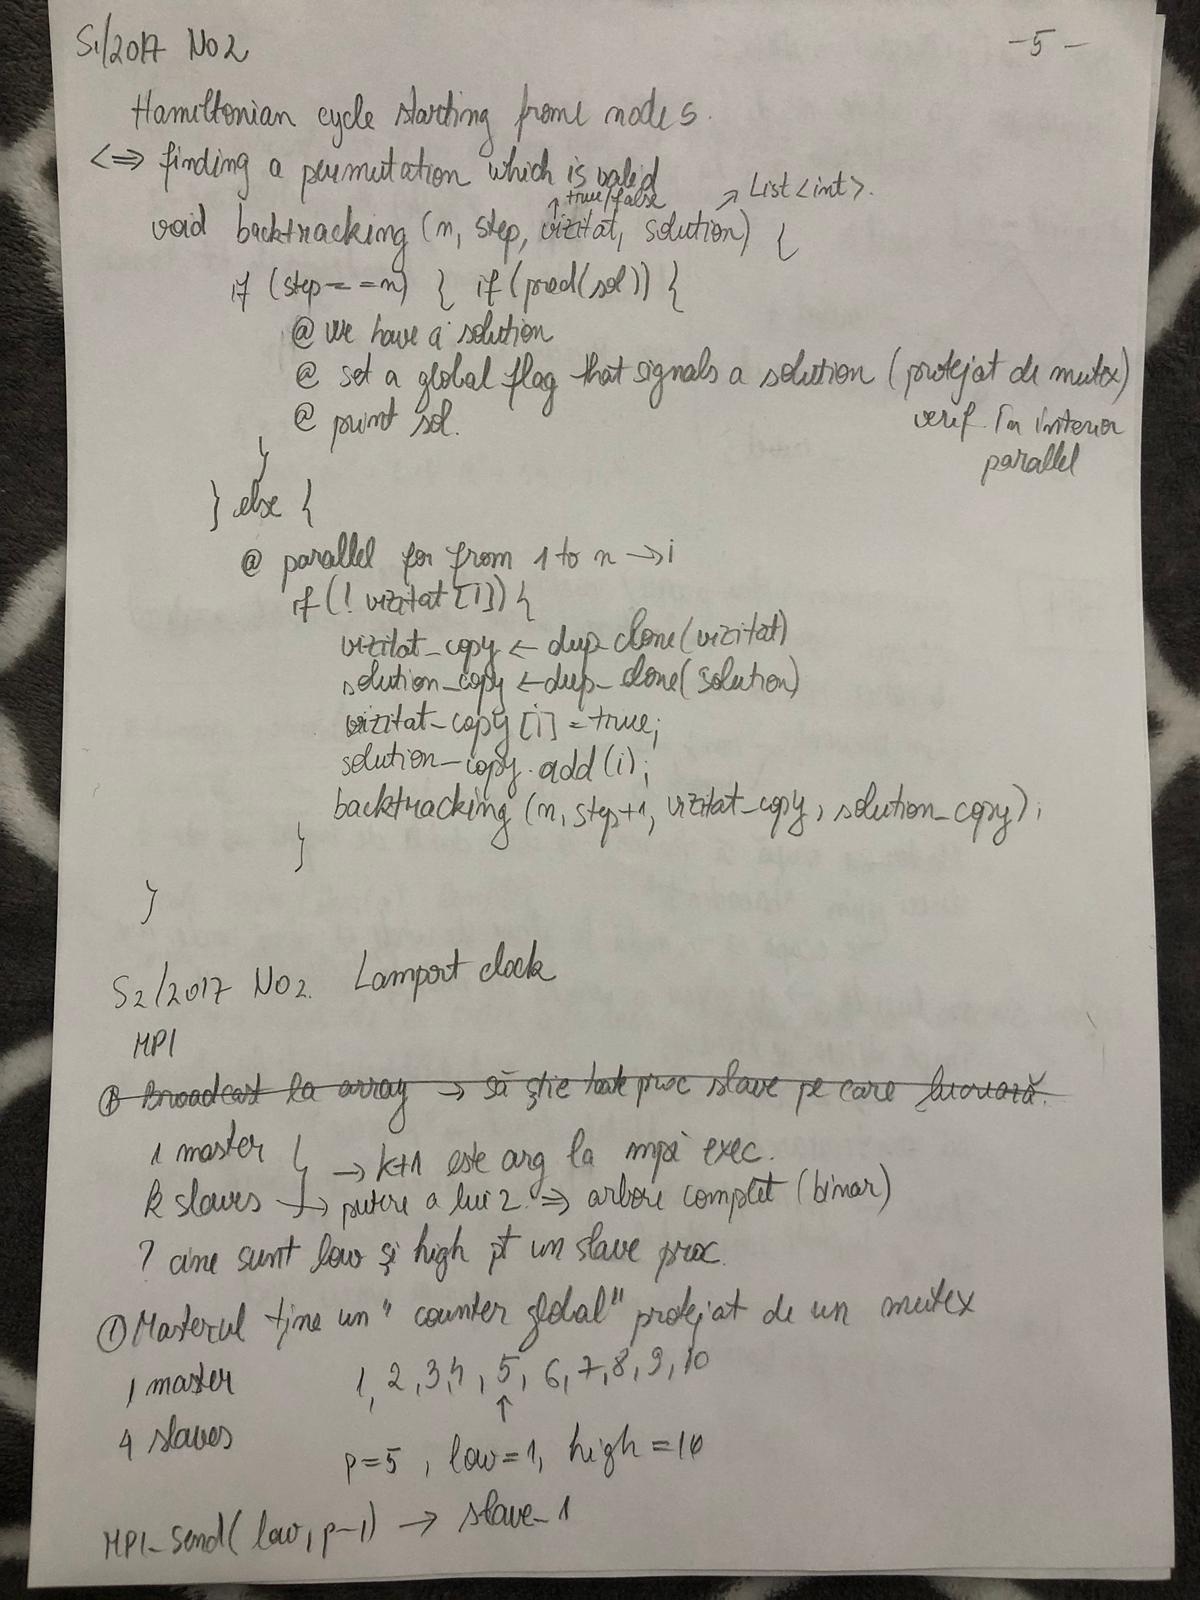 S1/2017 No2
-5-
Hamiltonian cycle starting frome node s.
<=> finding a permutation which is valid
↑ true/false
↗ List<int>.
void backtracking (n, step, vizitat, solution) {
if (step==n) { if (pred(sol)) {
@ we have a solution
@ set a global flag that signals a solution (protejat de mutex)
@ print sol.
verif în interior
parallel
}
} else {
@ parallel for from 1 to n → i
if (! vizitat [i]) {
vizitat_copy ← dup_clone(vizitat)
solution_copy ← dup_clone(solution)
vizitat_copy [i] = true;
solution_copy.add(i);
backtracking (n, step+1, vizitat_copy, solution_copy);
}
}
S2/2017 No2. Lamport clock
MPI
① Broadcast la array → să știe toate proc slave pe care lucrează.
1 master } → k+1 este arg la mpi exec.
k slaves → putere a lui 2. => arbore complet (binar)
? cine sunt low și high pt un slave proc.
① Masterul ține un "counter global" protejat de un mutex
1 master 1, 2, 3, 4, 5, 6, 7, 8, 9, 10
↑
4 slaves
p=5, low=1, high=10
MPI_Send(low, p-1) → slave_1